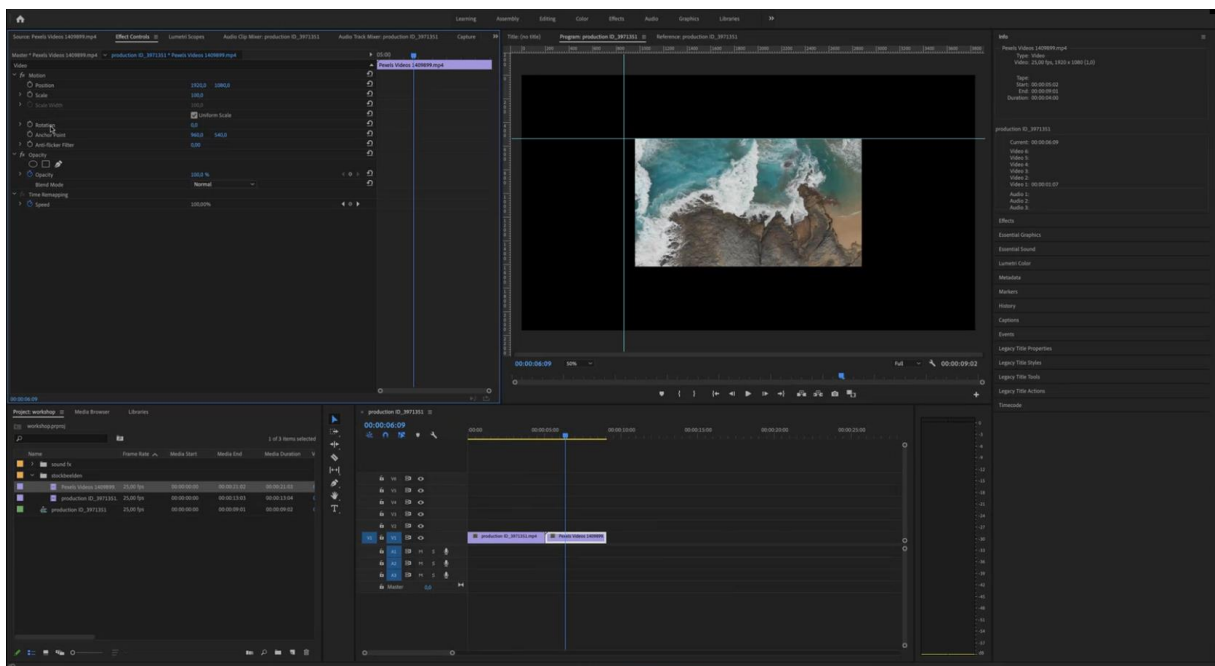 Learning Assembly Editing Color Effects Audio Graphics Libraries
Source: Pexels Videos 1409899.mp4 Effect Controls Lumetri Scopes Audio Clip Mixer: production ID_3971351 Audio Track Mixer: production ID_3971351 Capture
Master * Pexels Videos 1409899.mp4 production ID_3971351 * Pexels Videos 1409899.mp4
05:00
Video
Pexels Videos 1409899.mp4
fx Motion
Position 1920,0 1080,0
Scale 100,0
Scale Width 100,0
Uniform Scale
Rotation 0,0
Anchor Point 960,0 540,0
Anti-flicker Filter 0,00
fx Opacity
Opacity 100,0 %
Blend Mode Normal
Time Remapping
Speed 100,00%
00:00:06:09
Title: (no title) Program: production ID_3971351 Reference: production ID_3971351
00:00:06:09 50% Full 00:00:09:02
Info
Pexels Videos 1409899.mp4
Type: Video
Video: 25,00 fps, 1920 x 1080 (1,0)
Tape:
Start: 00:00:05:02
End: 00:00:09:01
Duration: 00:00:04:00
production ID_3971351
Current: 00:00:06:09
Video 2:
Video 1: 00:00:01:07
Audio 1:
Audio 2:
Audio 3:
Effects
Essential Graphics
Essential Sound
Lumetri Color
Metadata
Markers
History
Captions
Events
Legacy Title Properties
Legacy Title Styles
Legacy Title Tools
Legacy Title Actions
Timecode
Project: workshop Media Browser Libraries
workshop.prproj
1 of 3 items selected
Name Frame Rate Media Start Media End Media Duration
sound fx
stockbeelden
Pexels Videos 1409899 25,00 fps 00:00:00:00 00:00:21:02 00:00:21:03
production ID_3971351. 25,00 fps 00:00:00:00 00:00:13:03 00:00:13:04
production ID_3971351 25,00 fps 00:00:00:00 00:00:09:01 00:00:09:02
production ID_3971351
00:00:06:09
:00:00 00:00:05:00 00:00:10:00 00:00:15:00 00:00:20:00 00:00:25:00
production ID_3971351.mp4 Pexels Videos 1409899
V1 V1
A1 M S
A2 M S
A3 M S
Master 0,0